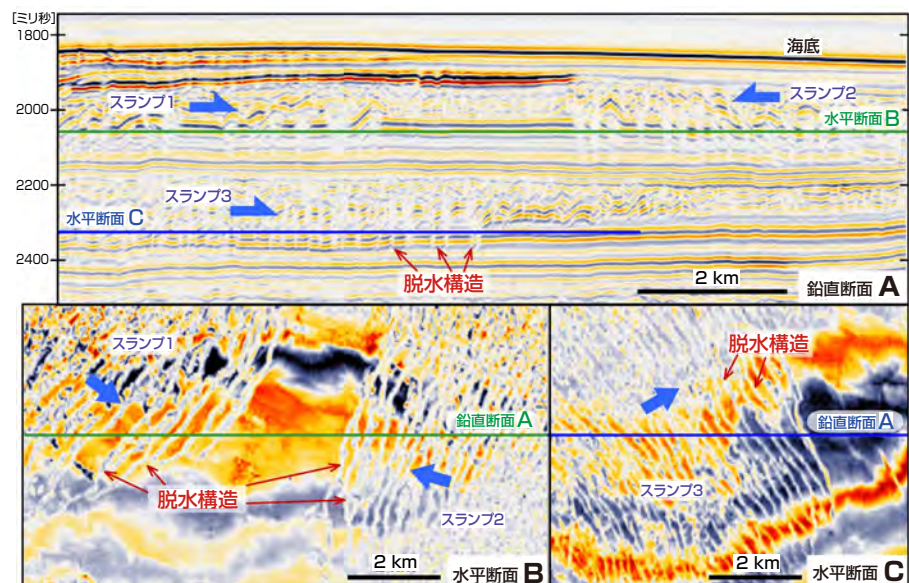 [ミリ秒]
1800
海底
スランプ1
スランプ2
2000
水平断面 B
2200
スランプ3
水平断面 C
2400
脱水構造
2 km
鉛直断面 A
スランプ1
鉛直断面 A
脱水構造
スランプ2
2 km
水平断面 B
脱水構造
鉛直断面 A
スランプ3
2 km
水平断面 C